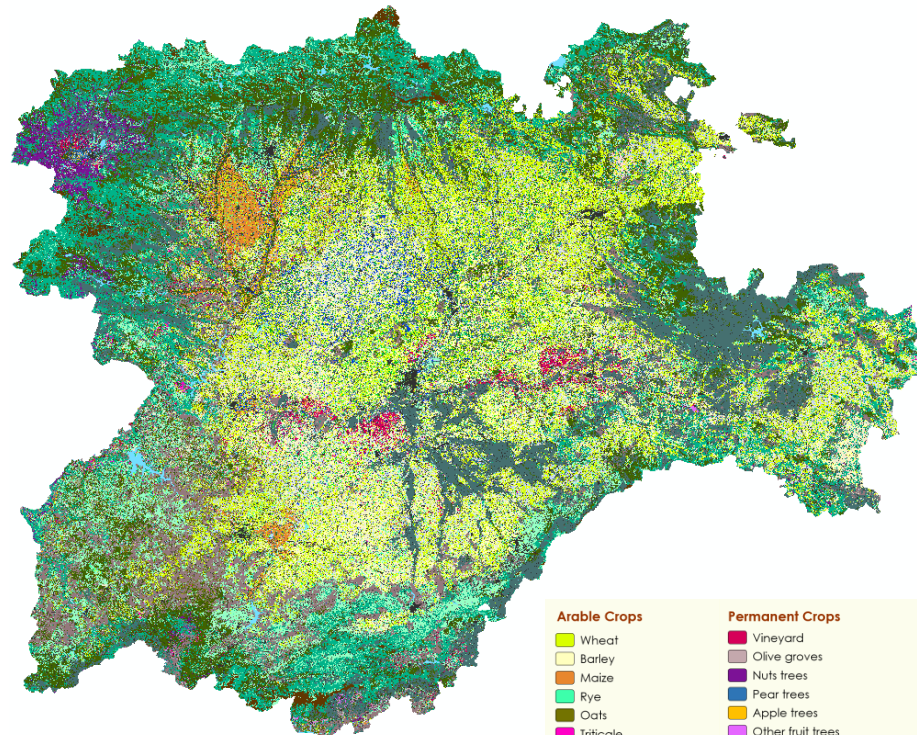 Arable Crops
Wheat
Barley
Maize
Rye
Oats
Triticale
Permanent Crops
Vineyard
Olive groves
Nuts trees
Pear trees
Apple trees
Other fruit trees